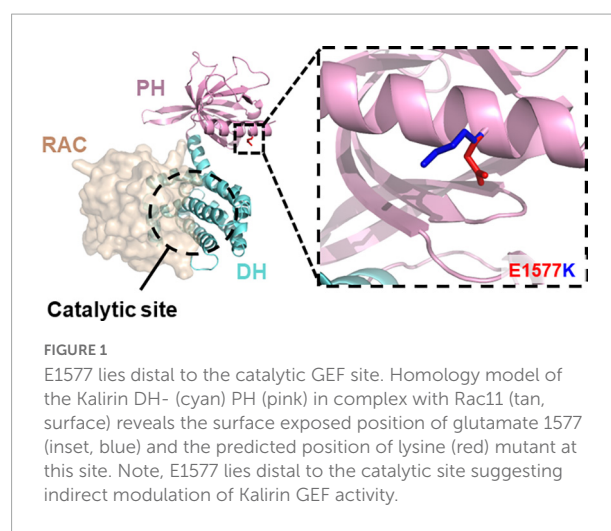 PH
RAC
DH
Catalytic site
E1577K
FIGURE 1
E1577 lies distal to the catalytic GEF site. Homology model of
the Kalirin DH- (cyan) PH (pink) in complex with Rac11 (tan,
surface) reveals the surface exposed position of glutamate 1577
(inset, blue) and the predicted position of lysine (red) mutant at
this site. Note, E1577 lies distal to the catalytic site suggesting
indirect modulation of Kalirin GEF activity.